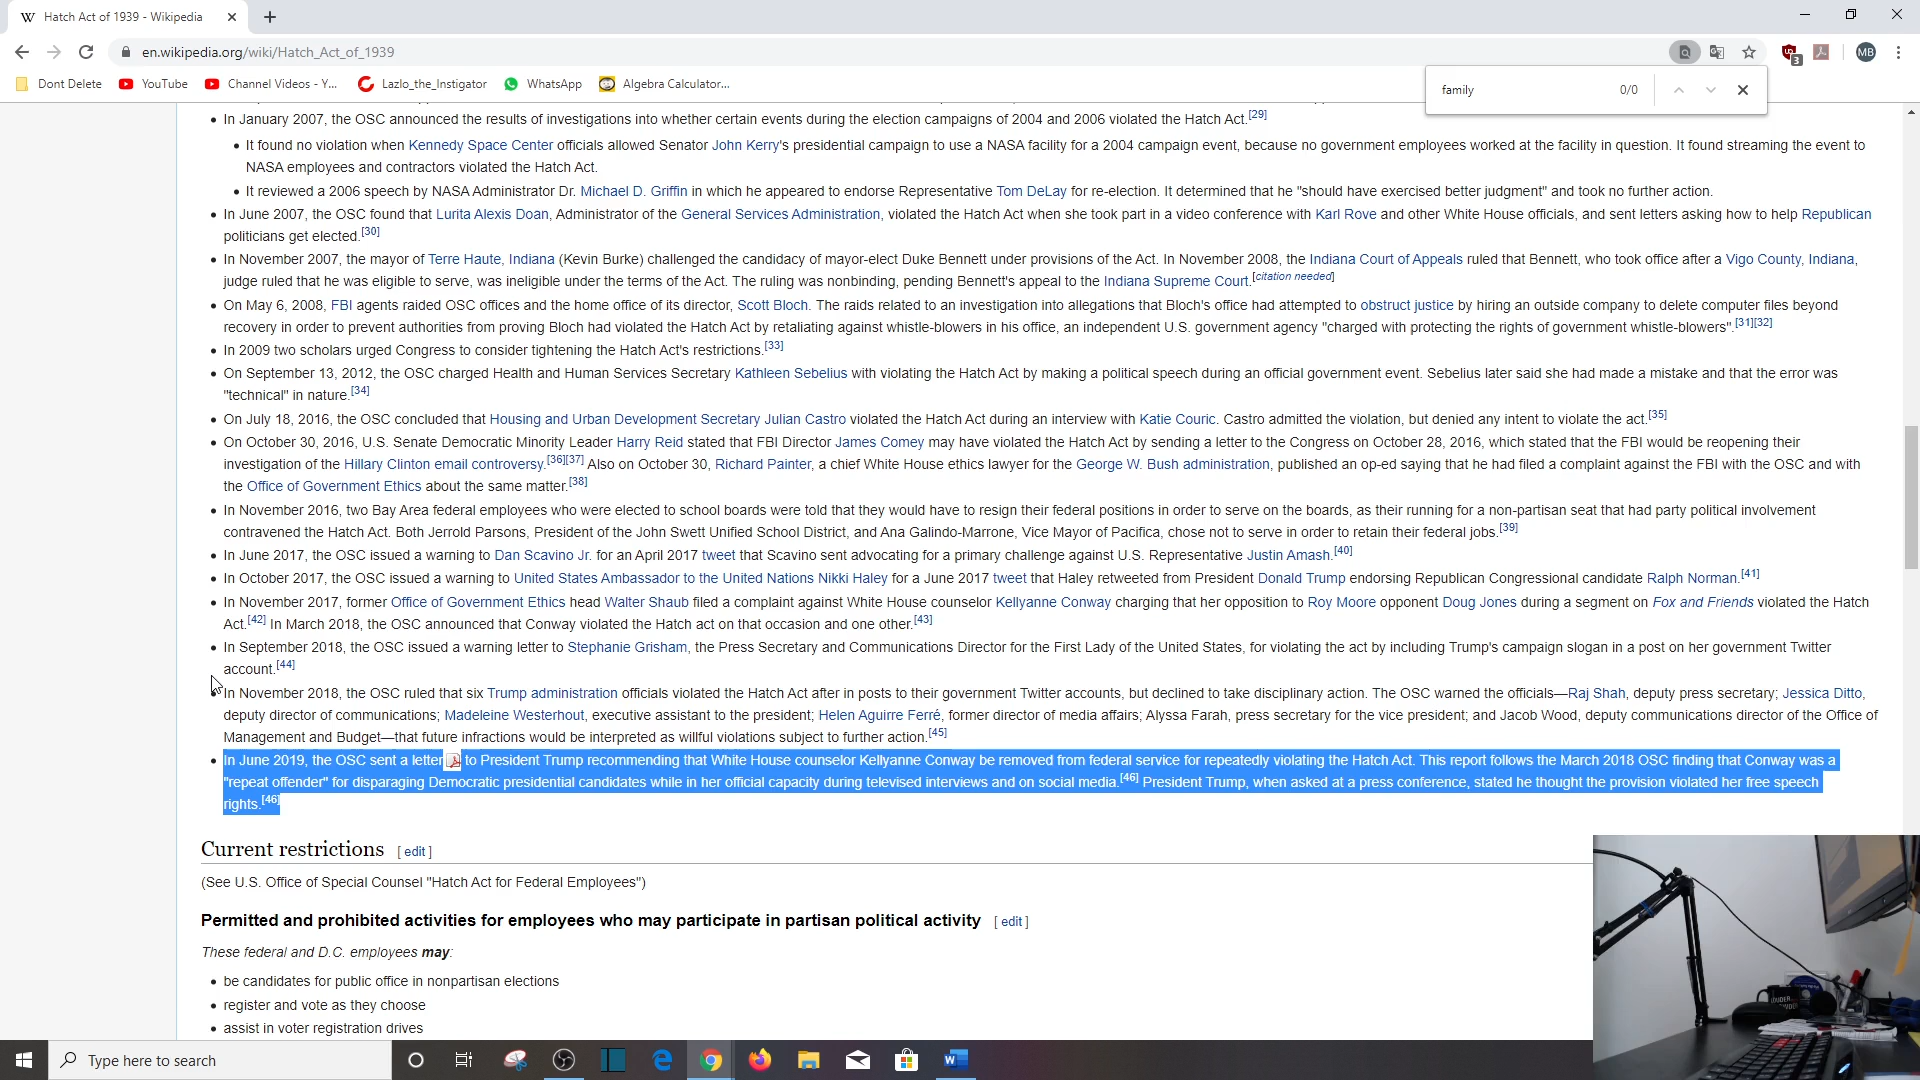 Hatch Act of 1939 - Wikipedia
en.wikipedia.org/wiki/Hatch_Act_of_1939
3
MB
Dont Delete
YouTube
Channel Videos - Y...
Lazlo_the_Instigator
WhatsApp
Algebra Calculator...
family 0/0
In January 2007, the OSC announced the results of investigations into whether certain events during the election campaigns of 2004 and 2006 violated the Hatch Act.[29]
It found no violation when Kennedy Space Center officials allowed Senator John Kerry's presidential campaign to use a NASA facility for a 2004 campaign event, because no government employees worked at the facility in question. It found streaming the event to
NASA employees and contractors violated the Hatch Act.
It reviewed a 2006 speech by NASA Administrator Dr. Michael D. Griffin in which he appeared to endorse Representative Tom DeLay for re-election. It determined that he "should have exercised better judgment" and took no further action.
In June 2007, the OSC found that Lurita Alexis Doan, Administrator of the General Services Administration, violated the Hatch Act when she took part in a video conference with Karl Rove and other White House officials, and sent letters asking how to help Republican
politicians get elected.[30]
In November 2007, the mayor of Terre Haute, Indiana (Kevin Burke) challenged the candidacy of mayor-elect Duke Bennett under provisions of the Act. In November 2008, the Indiana Court of Appeals ruled that Bennett, who took office after a Vigo County, Indiana,
judge ruled that he was eligible to serve, was ineligible under the terms of the Act. The ruling was nonbinding, pending Bennett's appeal to the Indiana Supreme Court.[citation needed]
On May 6, 2008, FBI agents raided OSC offices and the home office of its director, Scott Bloch. The raids related to an investigation into allegations that Bloch's office had attempted to obstruct justice by hiring an outside company to delete computer files beyond
recovery in order to prevent authorities from proving Bloch had violated the Hatch Act by retaliating against whistle-blowers in his office, an independent U.S. government agency "charged with protecting the rights of government whistle-blowers".[31][32]
In 2009 two scholars urged Congress to consider tightening the Hatch Act's restrictions.[33]
On September 13, 2012, the OSC charged Health and Human Services Secretary Kathleen Sebelius with violating the Hatch Act by making a political speech during an official government event. Sebelius later said she had made a mistake and that the error was
"technical" in nature.[34]
On July 18, 2016, the OSC concluded that Housing and Urban Development Secretary Julian Castro violated the Hatch Act during an interview with Katie Couric. Castro admitted the violation, but denied any intent to violate the act.[35]
On October 30, 2016, U.S. Senate Democratic Minority Leader Harry Reid stated that FBI Director James Comey may have violated the Hatch Act by sending a letter to the Congress on October 28, 2016, which stated that the FBI would be reopening their
investigation of the Hillary Clinton email controversy.[36][37] Also on October 30, Richard Painter, a chief White House ethics lawyer for the George W. Bush administration, published an op-ed saying that he had filed a complaint against the FBI with the OSC and with
the Office of Government Ethics about the same matter.[38]
In November 2016, two Bay Area federal employees who were elected to school boards were told that they would have to resign their federal positions in order to serve on the boards, as their running for a non-partisan seat that had party political involvement
contravened the Hatch Act. Both Jerrold Parsons, President of the John Swett Unified School District, and Ana Galindo-Marrone, Vice Mayor of Pacifica, chose not to serve in order to retain their federal jobs.[39]
In June 2017, the OSC issued a warning to Dan Scavino Jr. for an April 2017 tweet that Scavino sent advocating for a primary challenge against U.S. Representative Justin Amash.[40]
In October 2017, the OSC issued a warning to United States Ambassador to the United Nations Nikki Haley for a June 2017 tweet that Haley retweeted from President Donald Trump endorsing Republican Congressional candidate Ralph Norman.[41]
In November 2017, former Office of Government Ethics head Walter Shaub filed a complaint against White House counselor Kellyanne Conway charging that her opposition to Roy Moore opponent Doug Jones during a segment on Fox and Friends violated the Hatch
Act.[42] In March 2018, the OSC announced that Conway violated the Hatch act on that occasion and one other.[43]
In September 2018, the OSC issued a warning letter to Stephanie Grisham, the Press Secretary and Communications Director for the First Lady of the United States, for violating the act by including Trump's campaign slogan in a post on her government Twitter
account.[44]
In November 2018, the OSC ruled that six Trump administration officials violated the Hatch Act after in posts to their government Twitter accounts, but declined to take disciplinary action. The OSC warned the officials—Raj Shah, deputy press secretary; Jessica Ditto,
deputy director of communications; Madeleine Westerhout, executive assistant to the president; Helen Aguirre Ferré, former director of media affairs; Alyssa Farah, press secretary for the vice president; and Jacob Wood, deputy communications director of the Office of
Management and Budget—that future infractions would be interpreted as willful violations subject to further action.[45]
In June 2019, the OSC sent a letter to President Trump recommending that White House counselor Kellyanne Conway be removed from federal service for repeatedly violating the Hatch Act. This report follows the March 2018 OSC finding that Conway was a
"repeat offender" for disparaging Democratic presidential candidates while in her official capacity during televised interviews and on social media.[46] President Trump, when asked at a press conference, stated he thought the provision violated her free speech
rights.[46]
Current restrictions [ edit ]
(See U.S. Office of Special Counsel "Hatch Act for Federal Employees")
Permitted and prohibited activities for employees who may participate in partisan political activity [ edit ]
These federal and D.C. employees may:
be candidates for public office in nonpartisan elections
register and vote as they choose
assist in voter registration drives
Type here to search